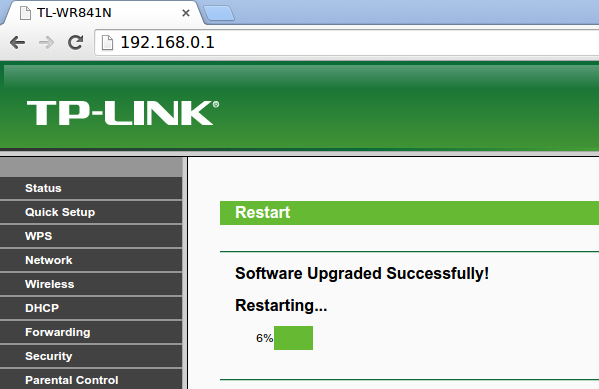 TL-WR841N
192.168.0.1
TP-LINK®
Status
Quick Setup
WPS
Network
Wireless
DHCP
Forwarding
Security
Parental Control
Restart
Software Upgraded Successfully!
Restarting...
6%